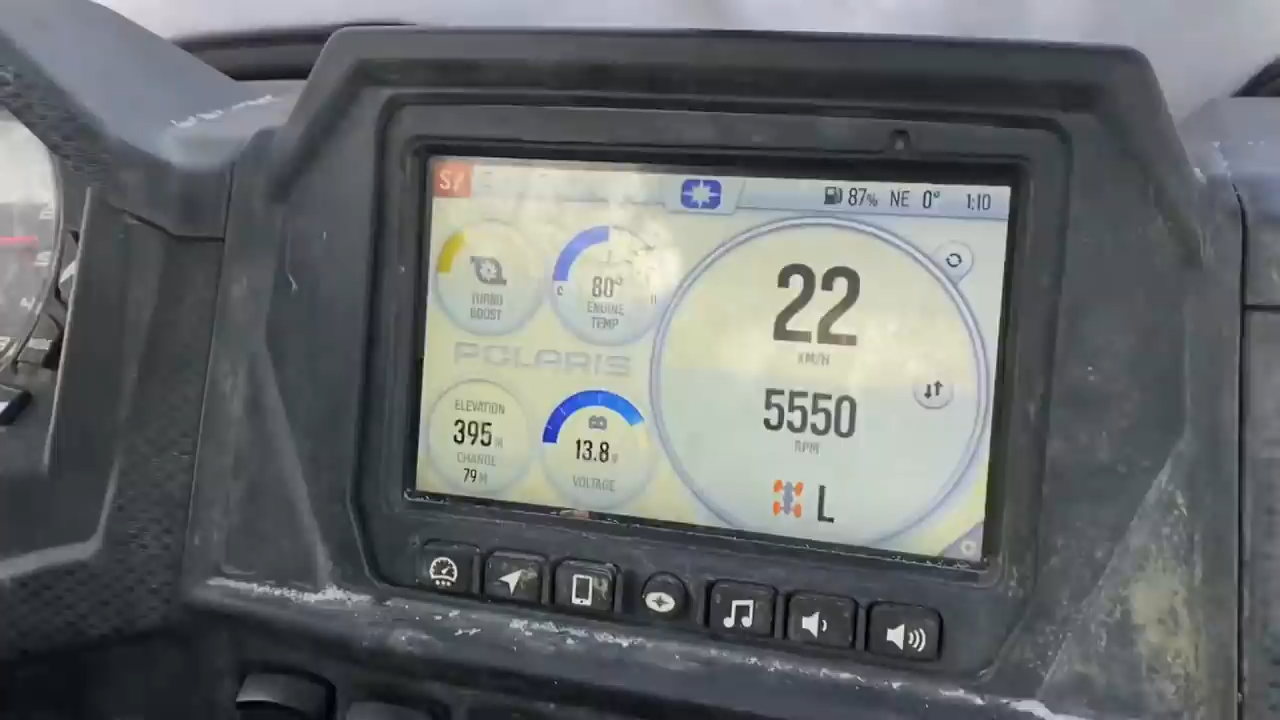 87% NE 0° 1:10
TURBO
BOOST
C 80° H
ENGINE
TEMP
22
KM/H
POLARIS
5550
RPM
ELEVATION
395 M
CHANGE
79 M
13.8 V
VOLTAGE
L